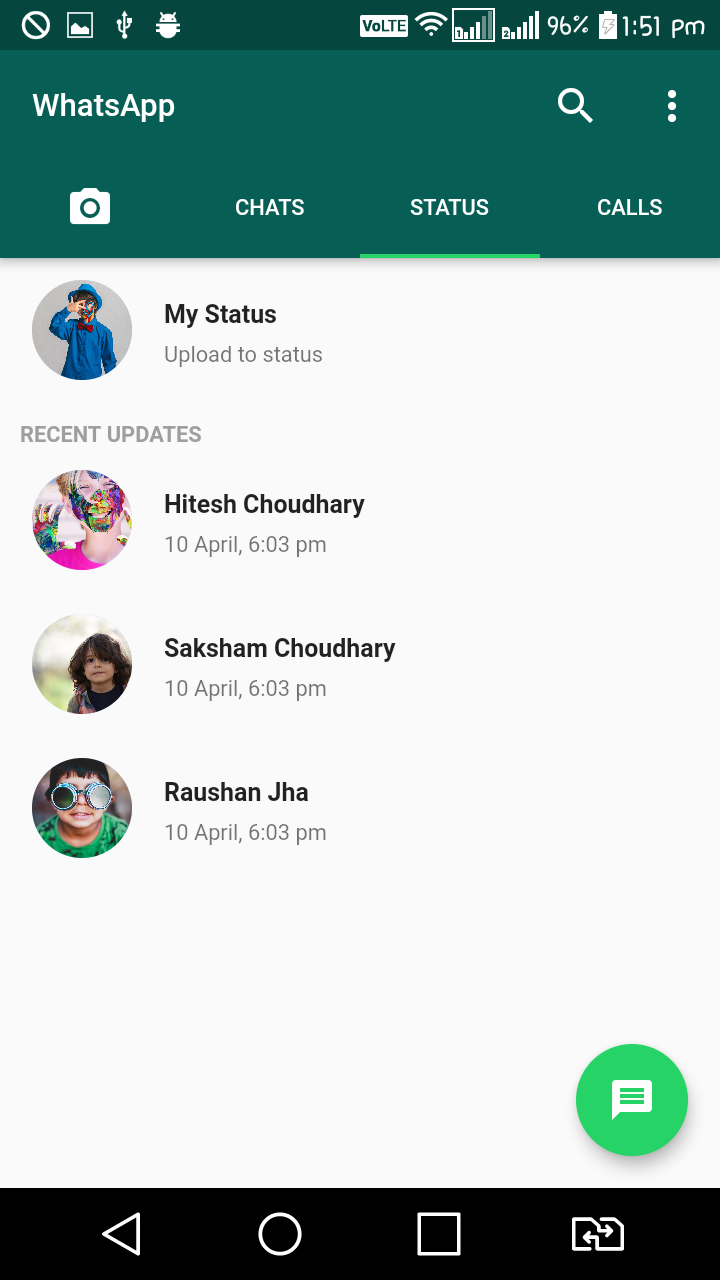 VoLTE 1 2 96% 1:51 pm
WhatsApp
CHATS STATUS CALLS
My Status
Upload to status
RECENT UPDATES
Hitesh Choudhary
10 April, 6:03 pm
Saksham Choudhary
10 April, 6:03 pm
Raushan Jha
10 April, 6:03 pm